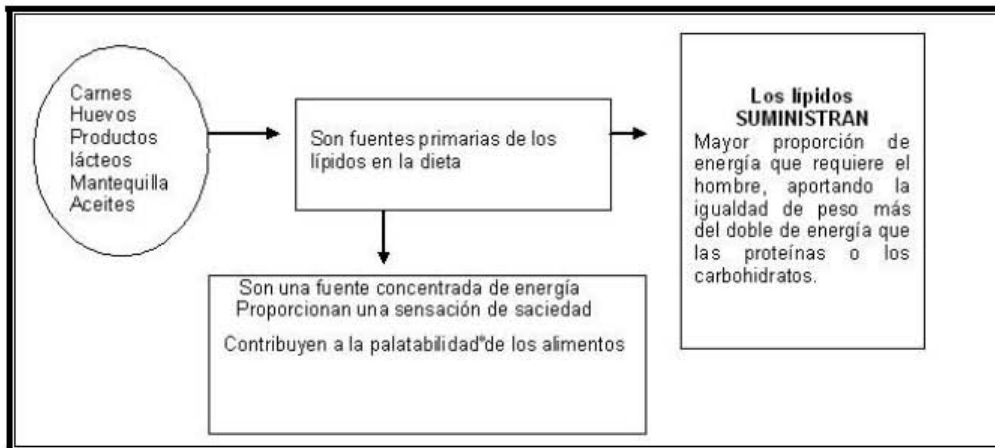 Carnes
Huevos
Productos
lácteos
Mantequilla
Aceites
Son fuentes primarias de los
lípidos en la dieta
Los lípidos
SUMINISTRAN
Mayor proporción de
energía que requiere el
hombre, aportando la
igualdad de peso más
del doble de energía que
las proteínas o los
carbohidratos.
Son una fuente concentrada de energía
Proporcionan una sensación de saciedad
Contribuyen a la palatabilidad*de los alimentos